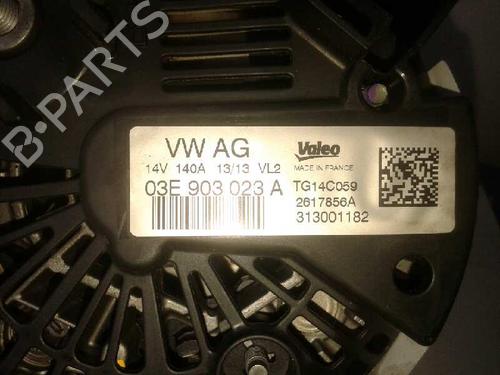 B-PARTS
VW AG
14V 140A 13/13 VL2
03E 903 023 A
Valeo
MADE IN FRANCE
TG14C059
2617856A
313001182